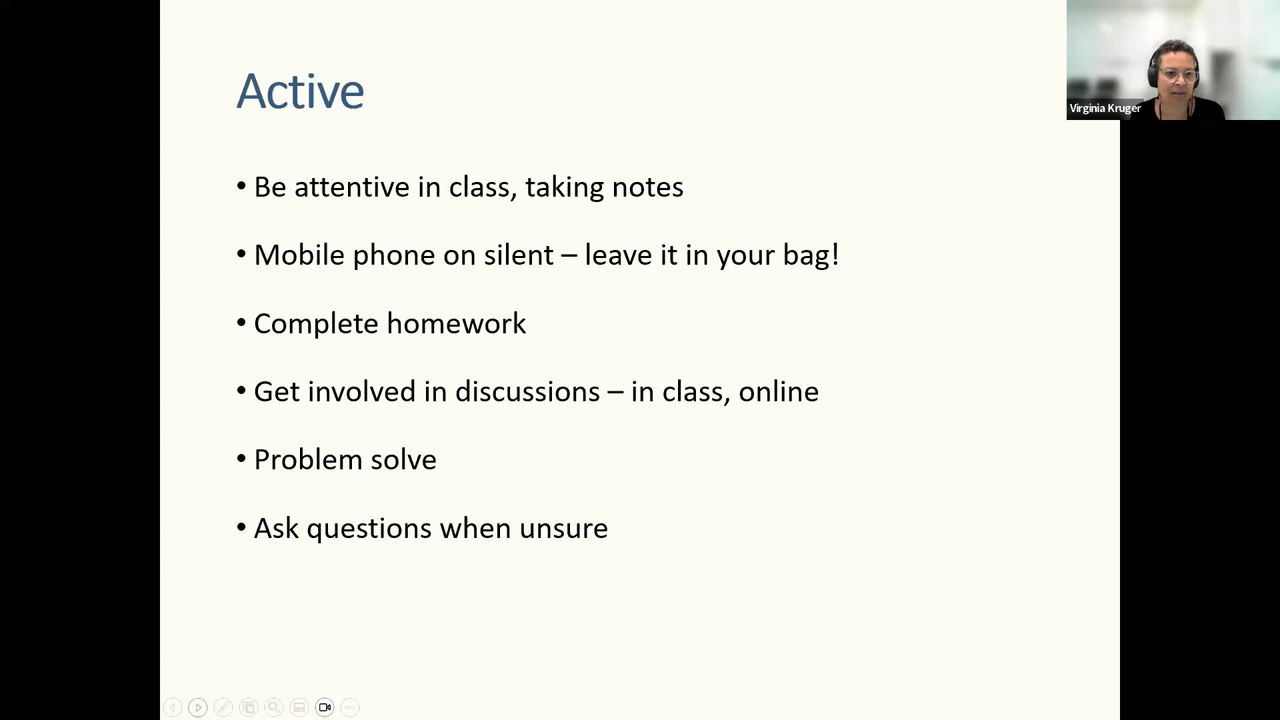 Active
Virginia Kruger
• Be attentive in class, taking notes
• Mobile phone on silent – leave it in your bag!
• Complete homework
• Get involved in discussions – in class, online
• Problem solve
• Ask questions when unsure